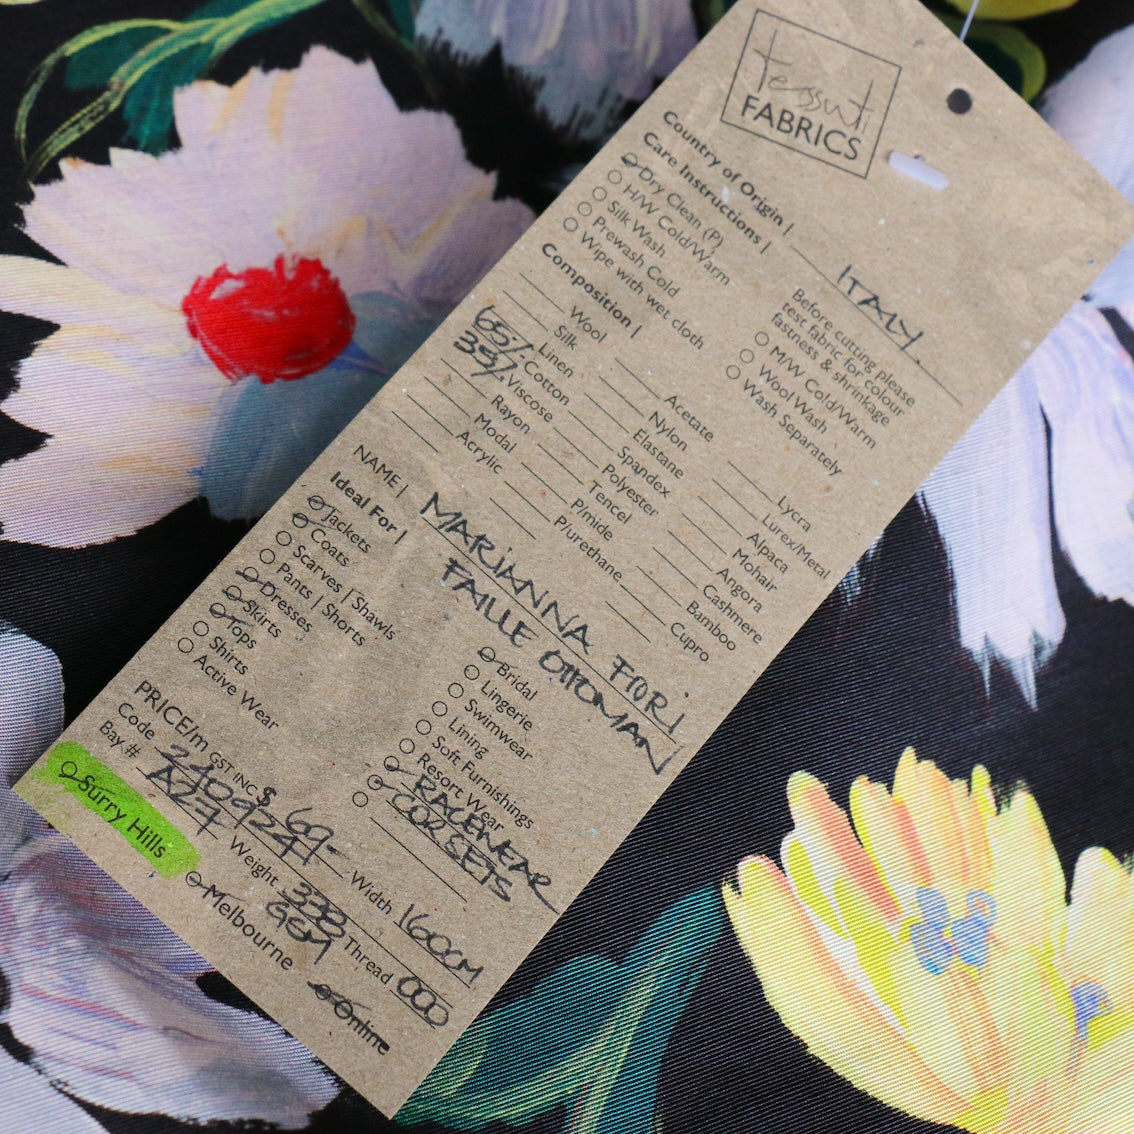 tessuti
FABRICS
Country of Origin | ITALY
Care Instructions |
Dry Clean (P)
H/W Cold/Warm
Silk Wash
Prewash Cold
Wipe with wet cloth
Before cutting please
test fabric for colour
fastness & shrinkage
M/W Cold/Warm
Wool Wash
Wash Separately
Composition |
Wool
Silk
Linen
65% Cotton
35% Viscose
Rayon
Modal
Acrylic
Acetate
Nylon
Elastane
Spandex
Polyester
Tencel
P/mide
P/urethane
Lycra
Lurex/Metal
Alpaca
Mohair
Angora
Cashmere
Bamboo
Cupro
NAME | MARIANNA FIORI
FAILLE OTTOMAN
Ideal For |
Jackets
Coats
Scarves | Shawls
Pants | Shorts
Dresses
Skirts
Tops
Shirts
Active Wear
Bridal
Lingerie
Swimwear
Lining
Soft Furnishings
Resort Wear
RACEWEAR
CORSETS
PRICE/m GST INC $ 69-
Code 2409241
Bay # A227
Width 160CM
Weight 330
GSM
Thread
Surry Hills
Melbourne
Online